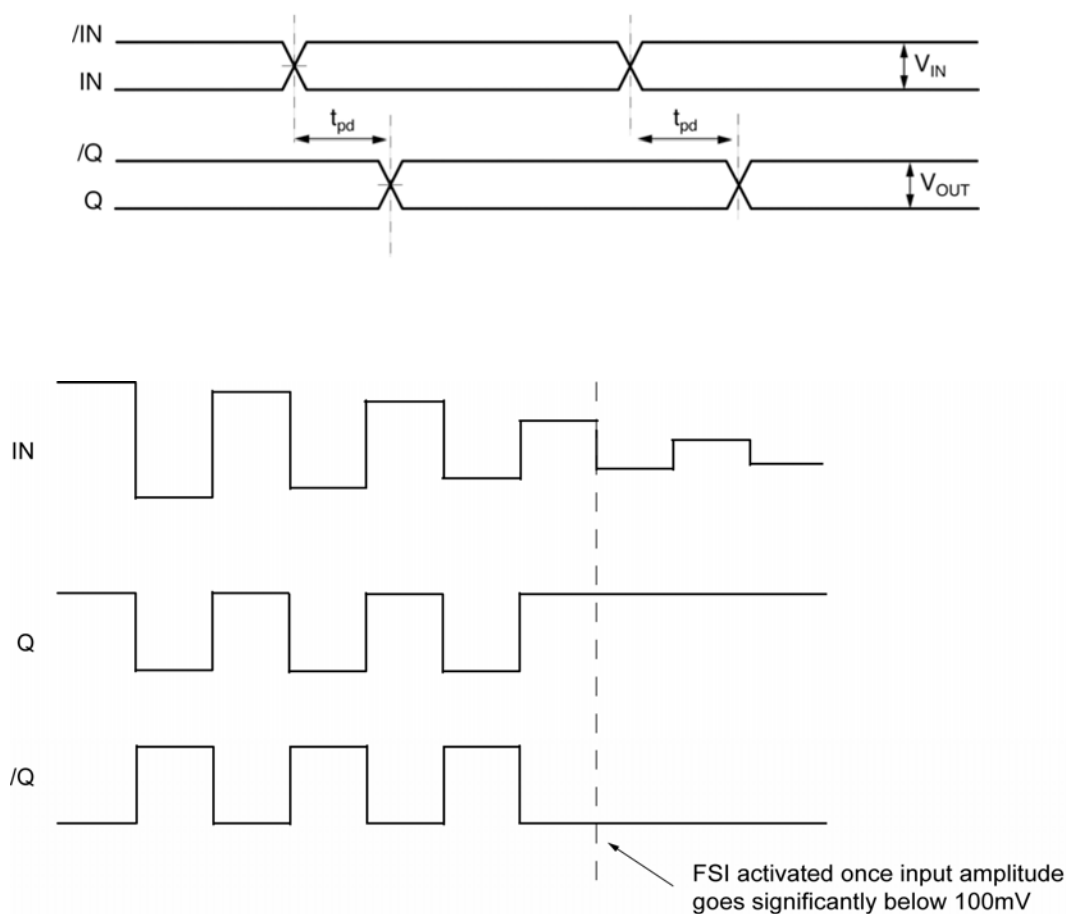 /IN
IN
V_IN
t_pd
t_pd
/Q
Q
V_OUT
IN
Q
/Q
FSI activated once input amplitude
goes significantly below 100mV